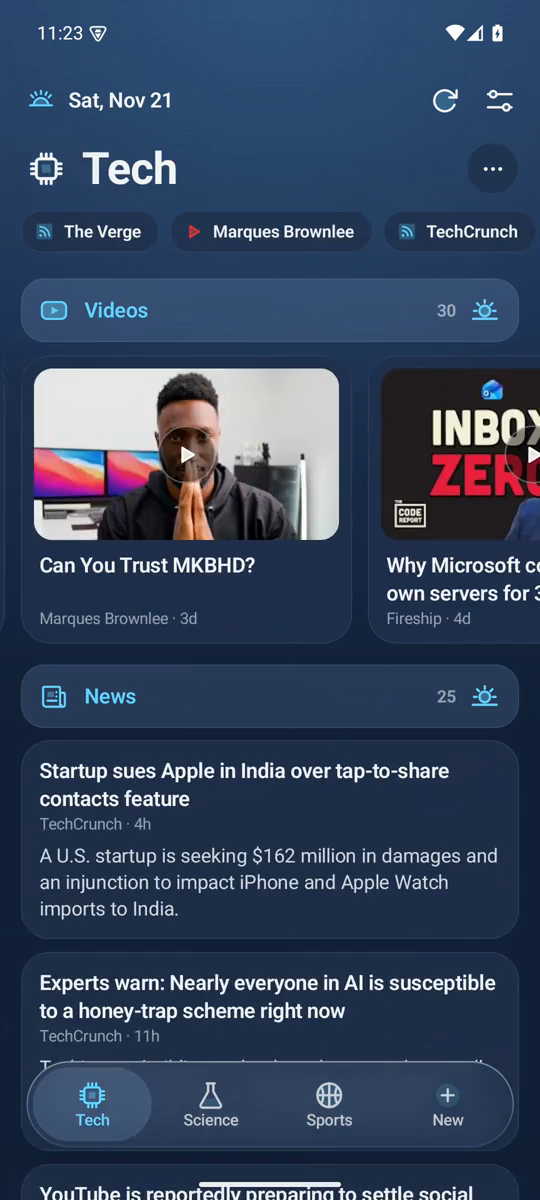 11:23
Sat, Nov 21
Tech
The Verge
Marques Brownlee
TechCrunch
Videos
30
Can You Trust MKBHD?
Marques Brownlee · 3d
INBOX
ZERO
THE
CODE
REPORT
Why Microsoft
own servers for
Fireship · 4d
News
25
Startup sues Apple in India over tap-to-share
contacts feature
TechCrunch · 4h
A U.S. startup is seeking $162 million in damages and
an injunction to impact iPhone and Apple Watch
imports to India.
Experts warn: Nearly everyone in AI is susceptible
to a honey-trap scheme right now
TechCrunch · 11h
Tech
Science
Sports
New
YouTube is reportedly preparing to settle social